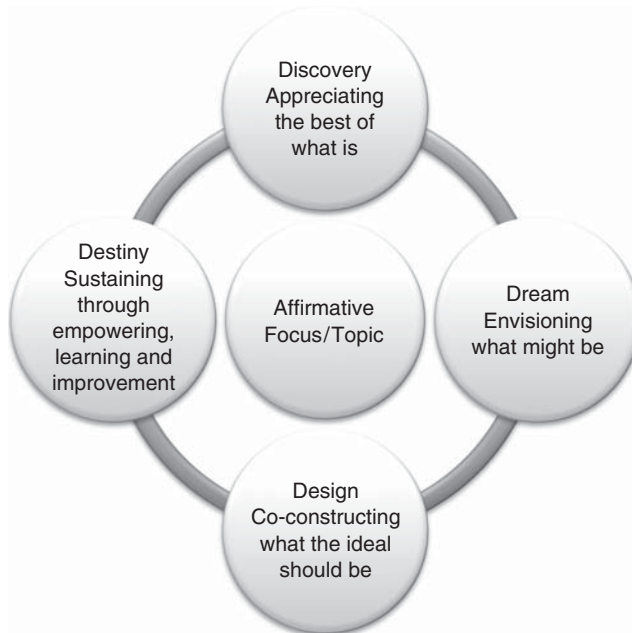 Discovery
Appreciating
the best of
what is
Destiny
Sustaining
through
empowering,
learning and
improvement
Affirmative
Focus/Topic
Dream
Envisioning
what might be
Design
Co-constructing
what the ideal
should be